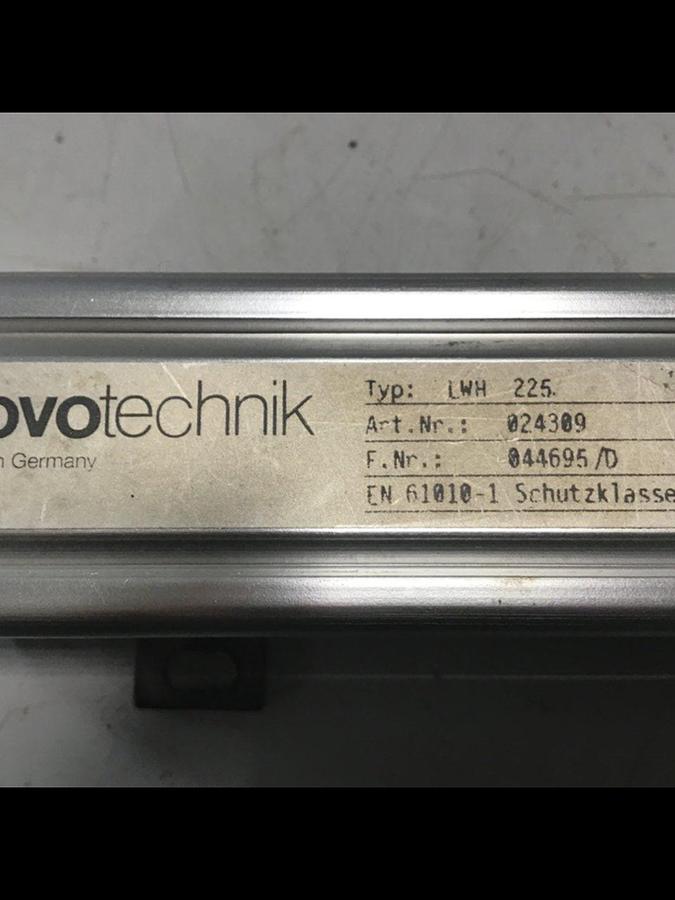 ovotechnik
n Germany
Typ: LWH 225
Art.Nr.: 024309
F.Nr.: 044695/D
EN 61010-1 Schutzklasse